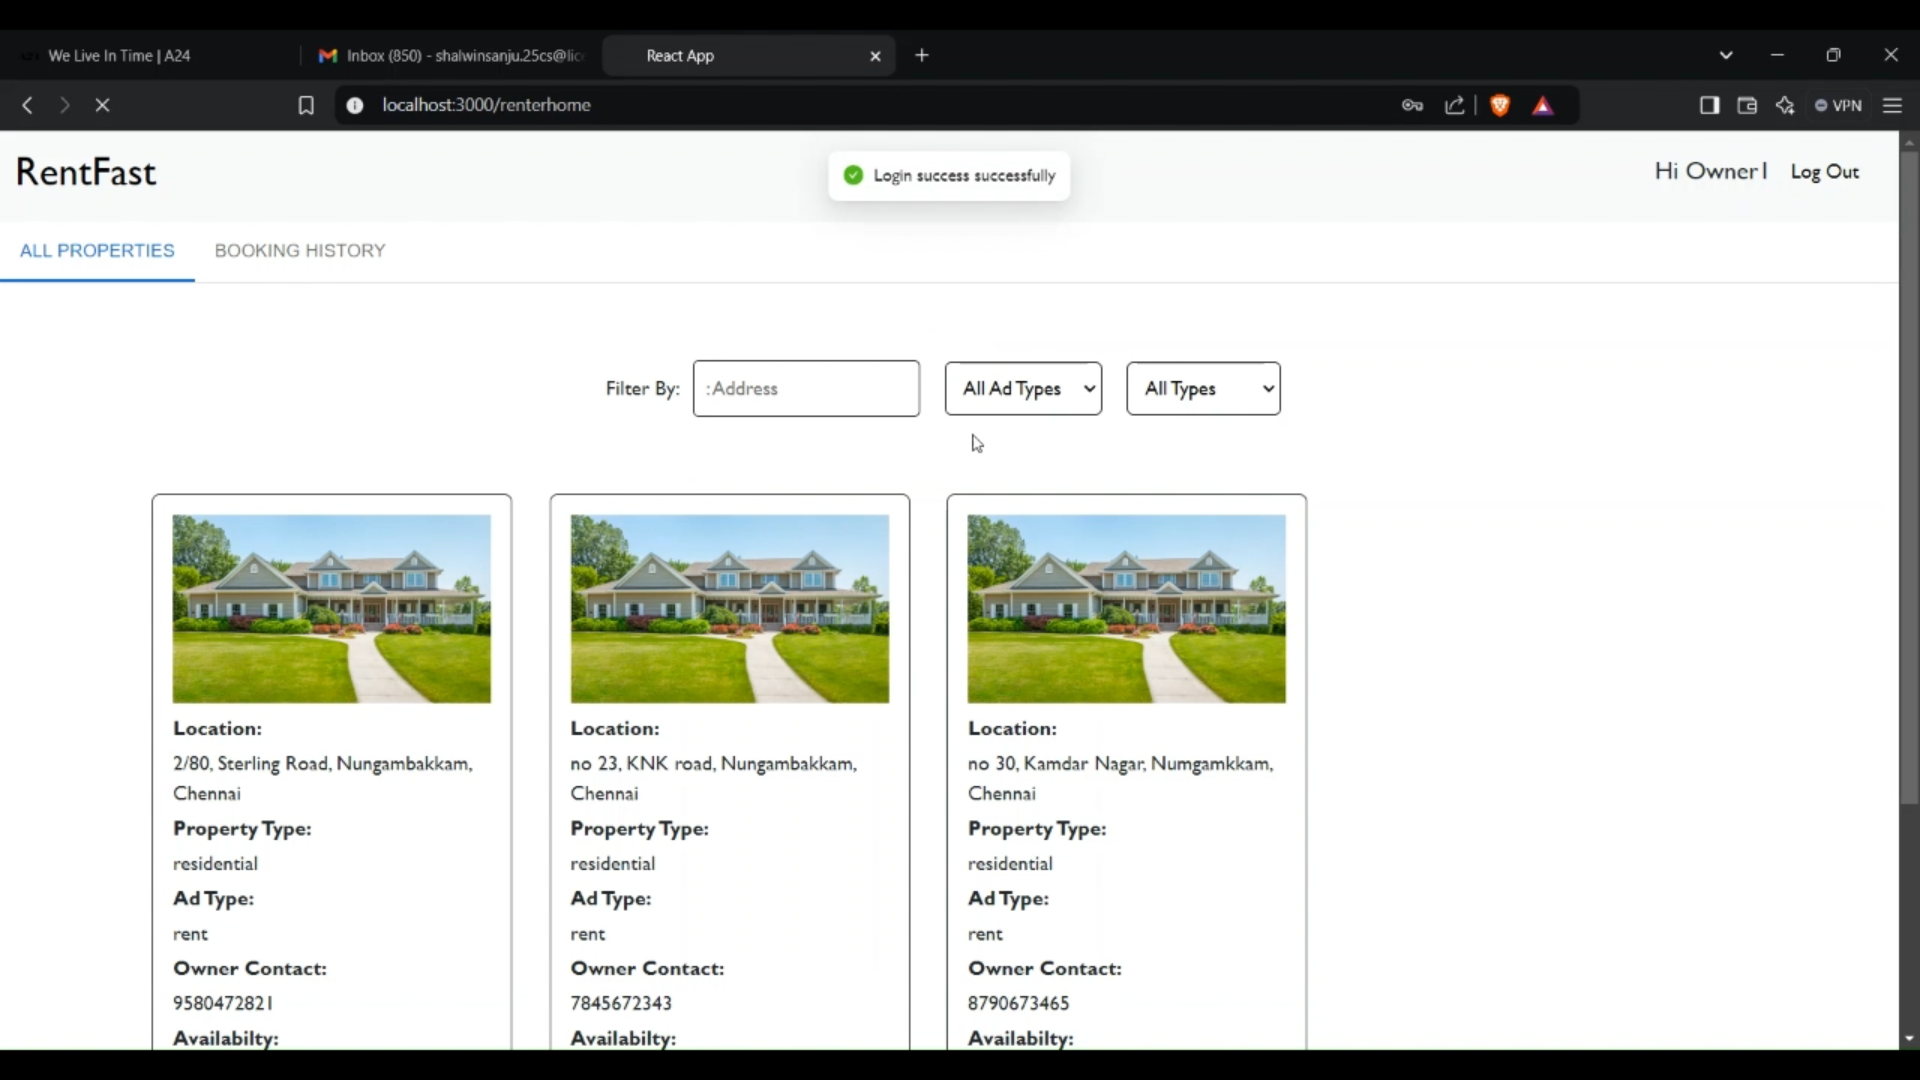 We Live In Time | A24
Inbox (850) - shalwinsanju.25cs@lic
React App
localhost:3000/renterhome
VPN
RentFast
Login success successfully
Hi Owner1
Log Out
ALL PROPERTIES
BOOKING HISTORY
Filter By:
:Address
All Ad Types
All Types
Location:
2/80, Sterling Road, Nungambakkam,
Chennai
Property Type:
residential
Ad Type:
rent
Owner Contact:
9580472821
Availabilty:
Location:
no 23, KNK road, Nungambakkam,
Chennai
Property Type:
residential
Ad Type:
rent
Owner Contact:
7845672343
Availabilty:
Location:
no 30, Kamdar Nagar, Numgamkkam,
Chennai
Property Type:
residential
Ad Type:
rent
Owner Contact:
8790673465
Availabilty: